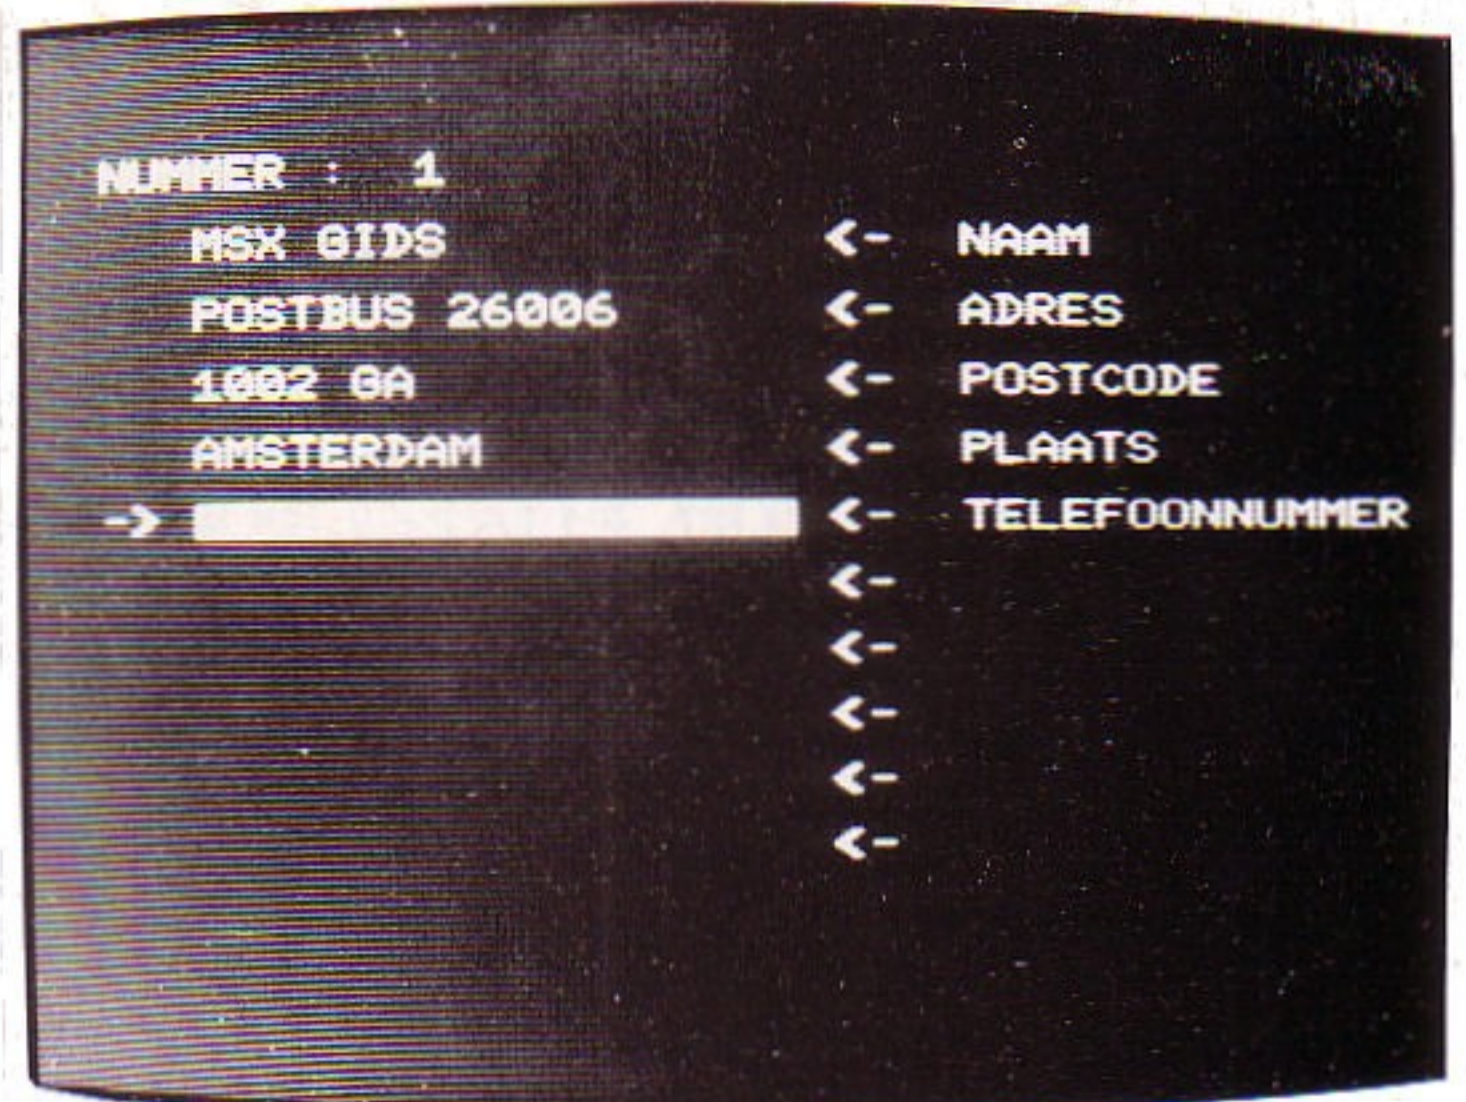 NUMMER : 1
MSX GIDS <- NAAM
POSTBUS 26006 <- ADRES
1002 GA <- POSTCODE
AMSTERDAM <- PLAATS
-> <- TELEFOONNUMMER
<-
<-
<-
<-
<-